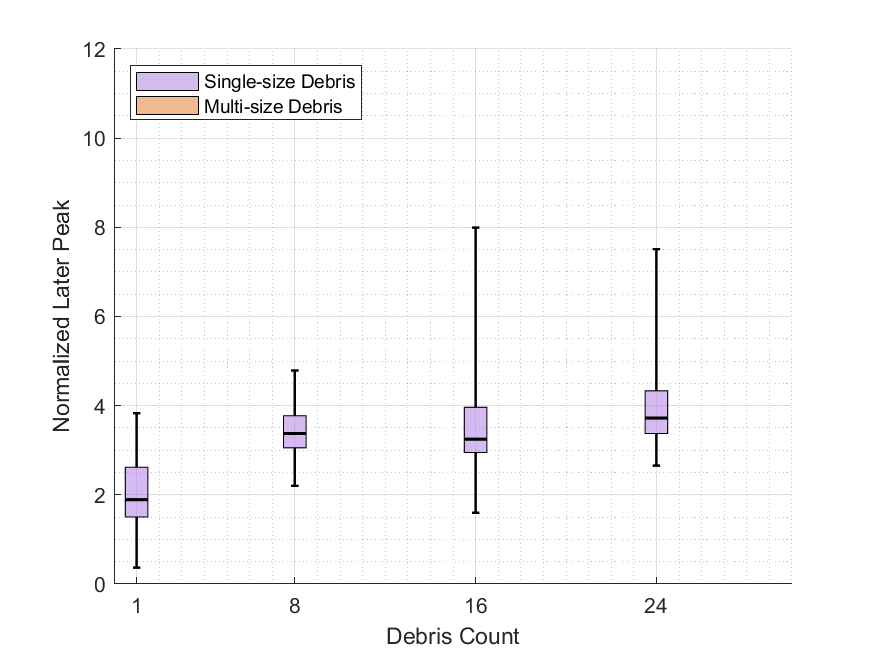 12
10
8
6
4
2
0
Normalized Later Peak
Single-size Debris
Multi-size Debris
1 8 16 24
Debris Count